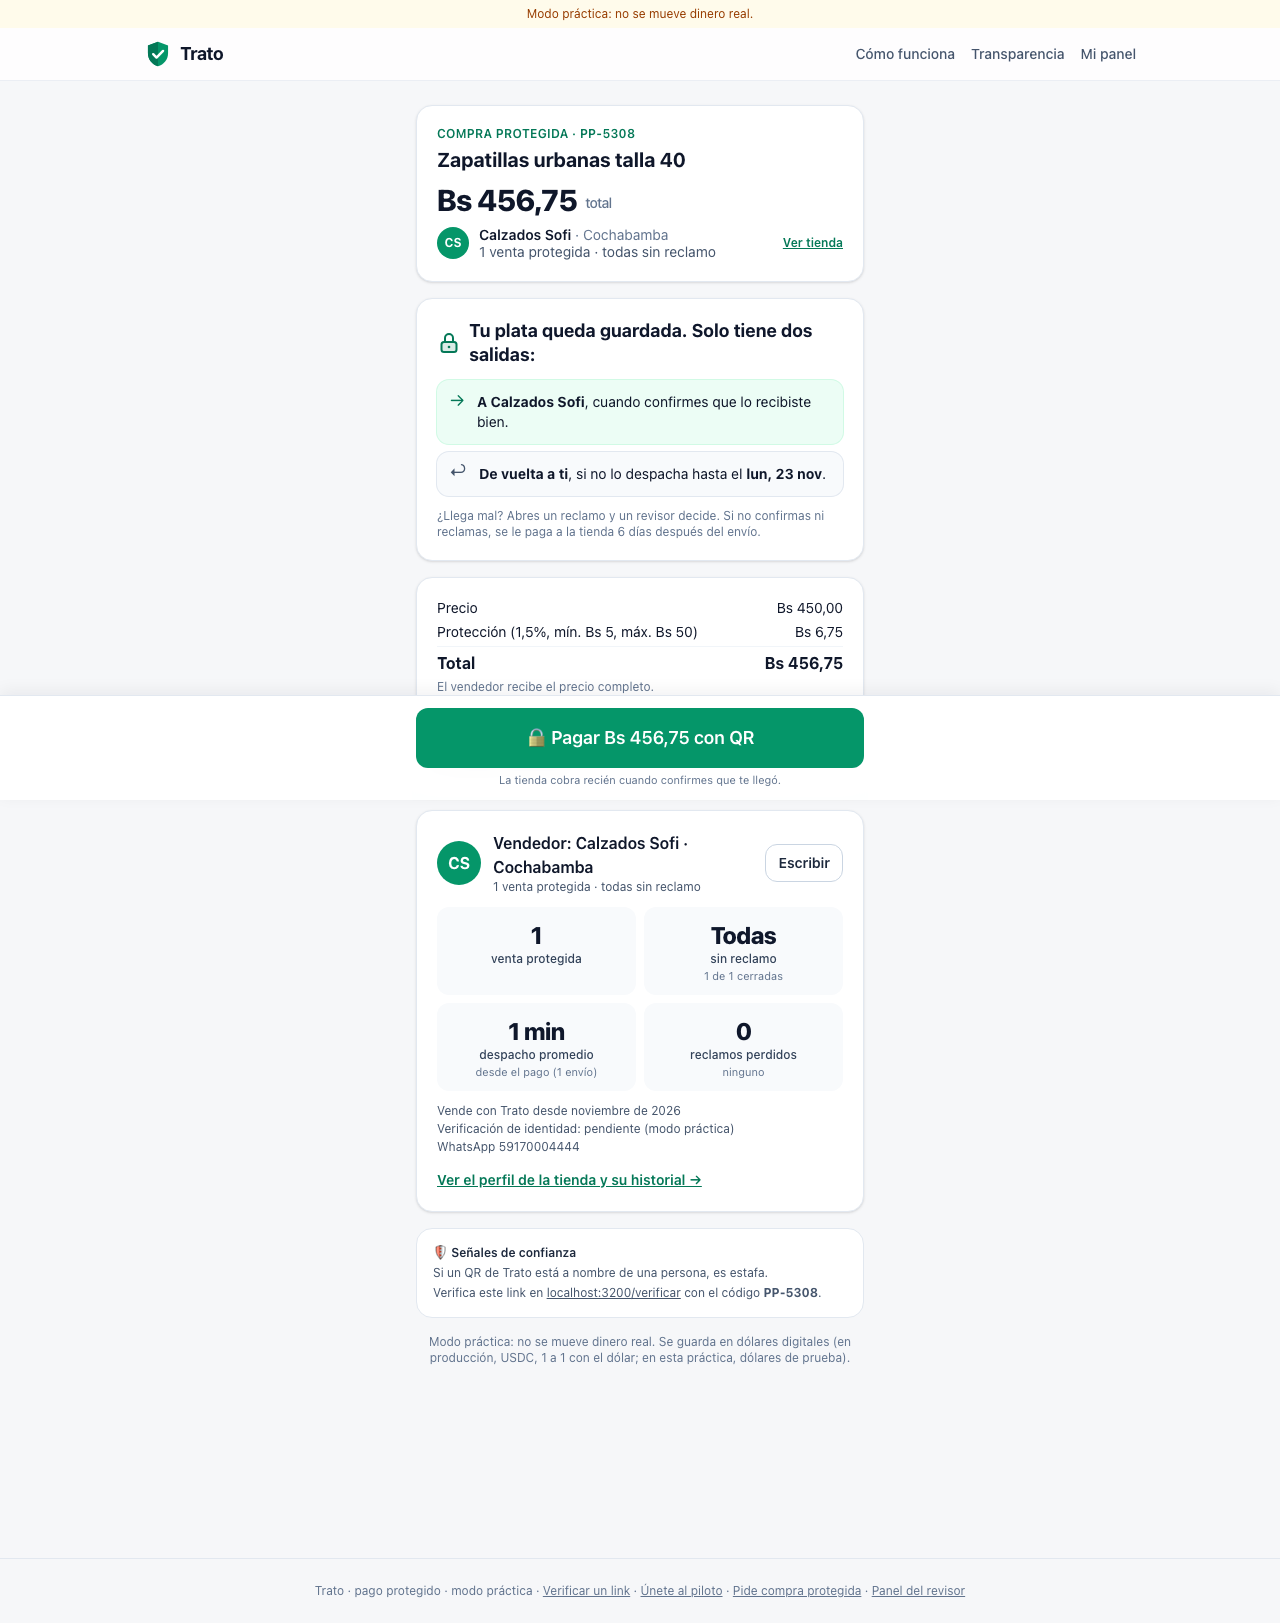 Modo práctica: no se mueve dinero real.
Trato
Cómo funciona
Transparencia
Mi panel
COMPRA PROTEGIDA · PP-5308
Zapatillas urbanas talla 40
Bs 456,75 total
CS
Calzados Sofi · Cochabamba
1 venta protegida · todas sin reclamo
Ver tienda
Tu plata queda guardada. Solo tiene dos
salidas:
→ A Calzados Sofi, cuando confirmes que lo recibiste
bien.
De vuelta a ti, si no lo despacha hasta el lun, 23 nov.
¿Llega mal? Abres un reclamo y un revisor decide. Si no confirmas ni
reclamas, se le paga a la tienda 6 días después del envío.
Precio Bs 450,00
Protección (1,5%, mín. Bs 5, máx. Bs 50) Bs 6,75
Total Bs 456,75
El vendedor recibe el precio completo.
🔒 Pagar Bs 456,75 con QR
La tienda cobra recién cuando confirmes que te llegó.
CS
Vendedor: Calzados Sofi ·
Cochabamba
1 venta protegida · todas sin reclamo
Escribir
1
venta protegida
Todas
sin reclamo
1 de 1 cerradas
1 min
despacho promedio
desde el pago (1 envío)
0
reclamos perdidos
ninguno
Vende con Trato desde noviembre de 2026
Verificación de identidad: pendiente (modo práctica)
WhatsApp 59170004444
Ver el perfil de la tienda y su historial →
Señales de confianza
Si un QR de Trato está a nombre de una persona, es estafa.
Verifica este link en localhost:3200/verificar con el código PP-5308.
Modo práctica: no se mueve dinero real. Se guarda en dólares digitales (en
producción, USDC, 1 a 1 con el dólar; en esta práctica, dólares de prueba).
Trato · pago protegido · modo práctica · Verificar un link · Únete al piloto · Pide compra protegida · Panel del revisor